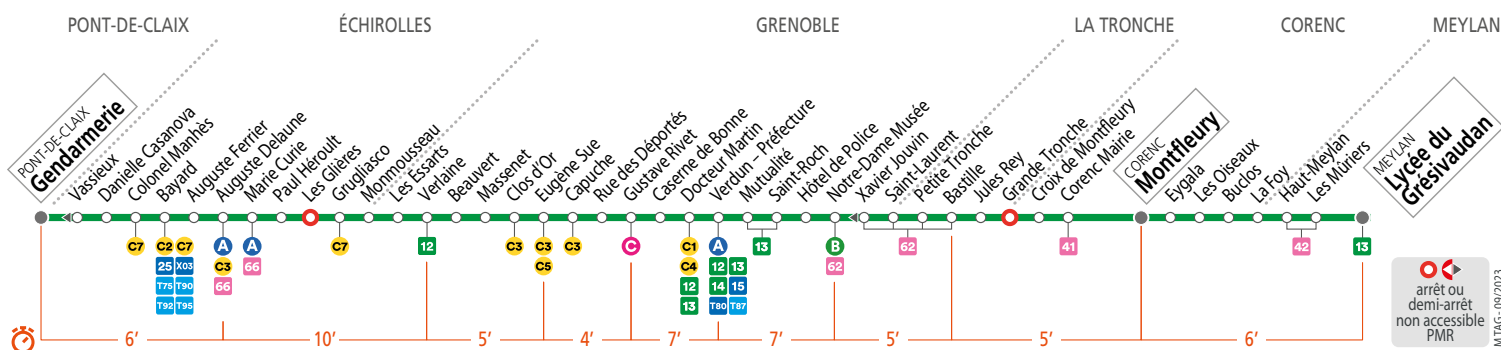 PONT-DE-CLAIX
ÉCHIROLLES
GRENOBLE
LA TRONCHE
CORENC
MEYLAN
PONT-DE-CLAIX
Gendarmerie
Vassieux
Danielle Casanova
Colonel Manhès
Bayard
Auguste Ferrier
Auguste Delaune
Marie Curie
Paul Héroult
Les Glières
Grugliasco
Monmousseau
Les Essarts
Verlaine
Beauvert
Massenet
Clos d'Or
Eugène Sue
Capuche
Rue des Déportés
Gustave Rivet
Caserne de Bonne
Docteur Martin
Verdun – Préfecture
Mutualité
Saint-Roch
Hôtel de Police
Notre-Dame Musée
Xavier Jouvin
Saint-Laurent
Petite Tronche
Bastille
Jules Rey
Grande Tronche
Croix de Montfleury
Corenc Mairie
CORENC
Montfleury
Eygala
Les Oiseaux
Buclos
La Foy
Haut-Meylan
Les Mûriers
MEYLAN
Lycée du
Grésivaudan
C7
C2 C7
25 X03
T75 T90
T92 T95
A
C3
66
A
66
C7
12
C3
C3
C5
C3
C
C1
C4
12
13
A
12 13
14 15
T80 T87
13
B
62
62
41
42
13
6’
10’
5’
4’
7’
7’
5’
5’
6’
arrêt ou
demi-arrêt
non accessible
PMR
M TAG - 09/2023